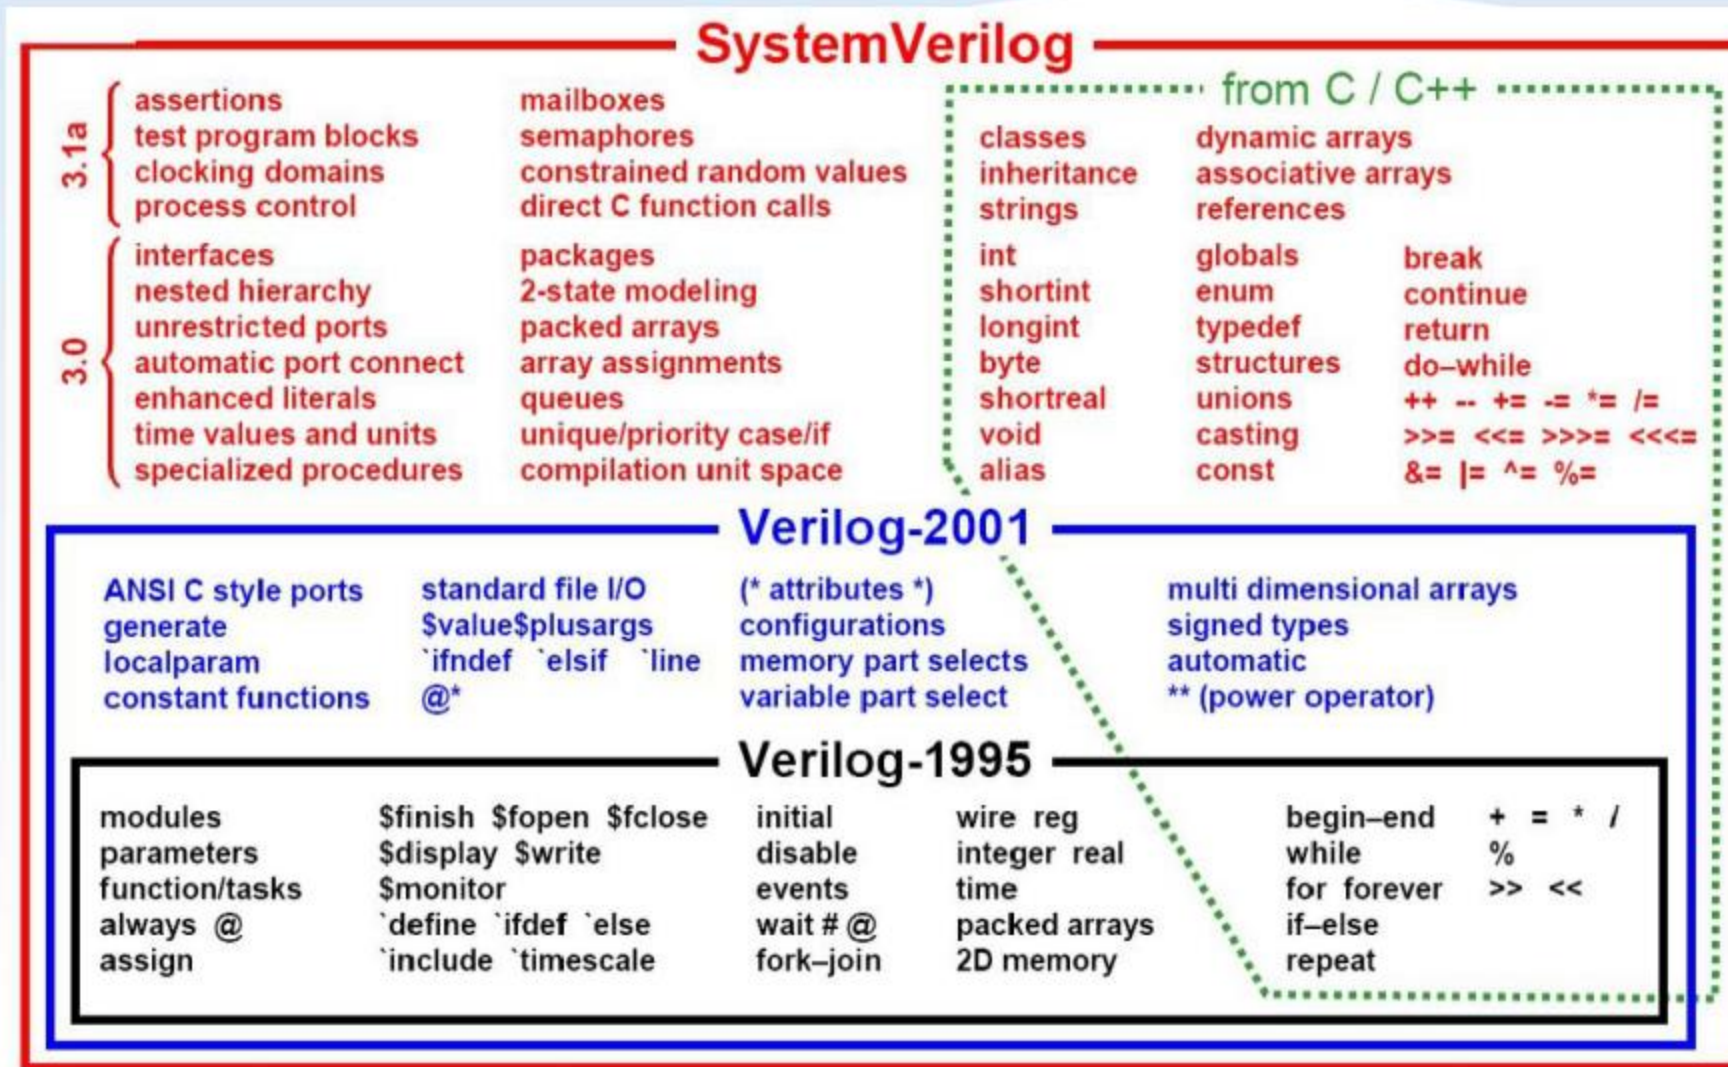 SystemVerilog
from C / C++
3.1a
assertions mailboxes
test program blocks semaphores classes dynamic arrays
clocking domains constrained random values inheritance associative arrays
process control direct C function calls strings references
3.0
interfaces packages int globals break
nested hierarchy 2-state modeling shortint enum continue
unrestricted ports packed arrays longint typedef return
automatic port connect array assignments byte structures do–while
enhanced literals queues shortreal unions ++ -- += -= *= /=
time values and units unique/priority case/if void casting >>= <<= >>>= <<<=
specialized procedures compilation unit space alias const &= |= ^= %=
Verilog-2001
ANSI C style ports standard file I/O (* attributes *) multi dimensional arrays
generate $value$plusargs configurations signed types
localparam `ifndef `elsif `line memory part selects automatic
constant functions @* variable part select ** (power operator)
Verilog-1995
modules $finish $fopen $fclose initial wire reg begin–end + = * /
parameters $display $write disable integer real while %
function/tasks $monitor events time for forever >> <<
always @ `define `ifdef `else wait # @ packed arrays if–else
assign `include `timescale fork–join 2D memory repeat